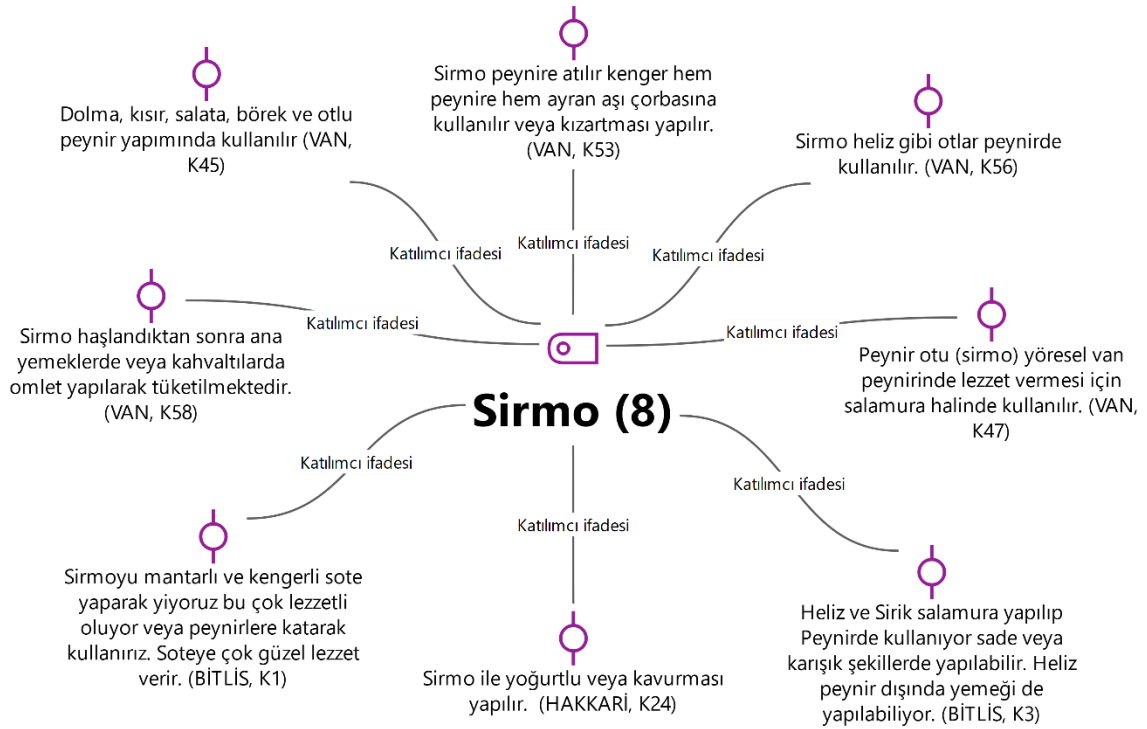 Dolma, kısır, salata, börek ve otlu
peynir yapımında kullanılır (VAN,
K45)
Sirmo peynire atılır kenger hem
peynire hem ayran aşı çorbasına
kullanılır veya kızartması yapılır.
(VAN, K53)
Sirmo heliz gibi otlar peynirde
kullanılır. (VAN, K56)
Katılımcı ifadesi
Katılımcı ifadesi
Katılımcı ifadesi
Sirmo haşlandıktan sonra ana
yemeklerde veya kahvaltılarda
omlet yapılarak tüketilmektedir.
(VAN, K58)
Katılımcı ifadesi
Katılımcı ifadesi
Peynir otu (sirmo) yöresel van
peynirinde lezzet vermesi için
salamura halinde kullanılır. (VAN,
K47)
Sirmo (8)
Katılımcı ifadesi
Katılımcı ifadesi
Katılımcı ifadesi
Sirmoyu mantarlı ve kengerli sote
yaparak yiyoruz bu çok lezzetli
oluyor veya peynirlere katarak
kullanırız. Soteye çok güzel lezzet
verir. (BİTLİS, K1)
Sirmo ile yoğurtlu veya kavurması
yapılır.  (HAKKARİ, K24)
Heliz ve Sirik salamura yapılıp
Peynirde kullanıyor sade veya
karışık şekillerde yapılabilir. Heliz
peynir dışında yemeği de
yapılabiliyor. (BİTLİS, K3)